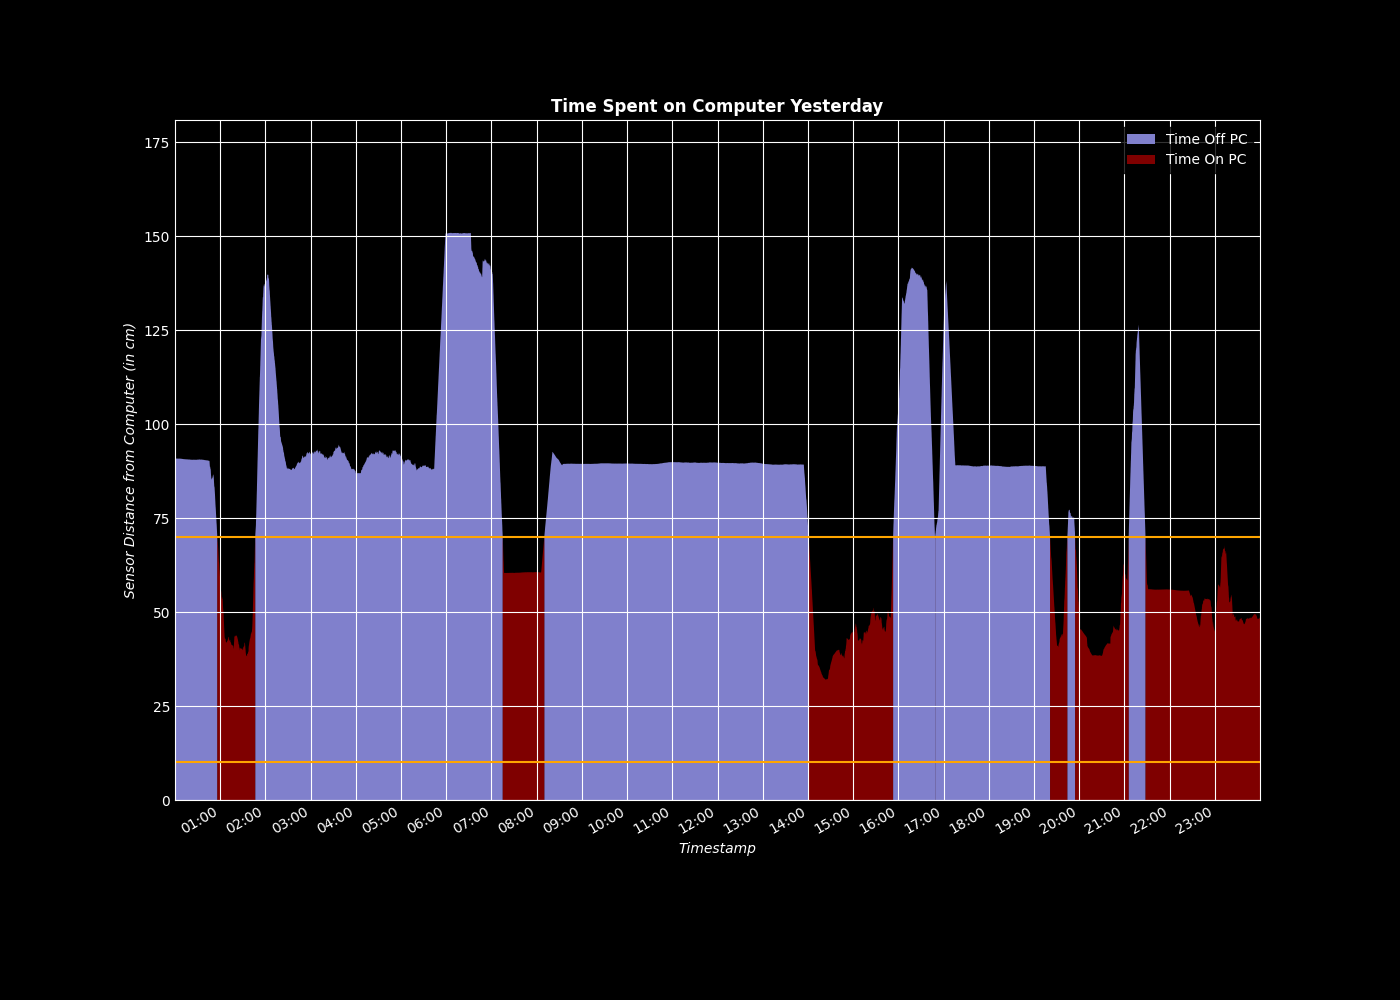 Time Spent on Computer Yesterday
Time Off PC
Time On PC
175
150
125
100
75
50
25
0
Sensor Distance from Computer (in cm)
01:00 02:00 03:00 04:00 05:00 06:00 07:00 08:00 09:00 10:00 11:00 12:00 13:00 14:00 15:00 16:00 17:00 18:00 19:00 20:00 21:00 22:00 23:00
Timestamp